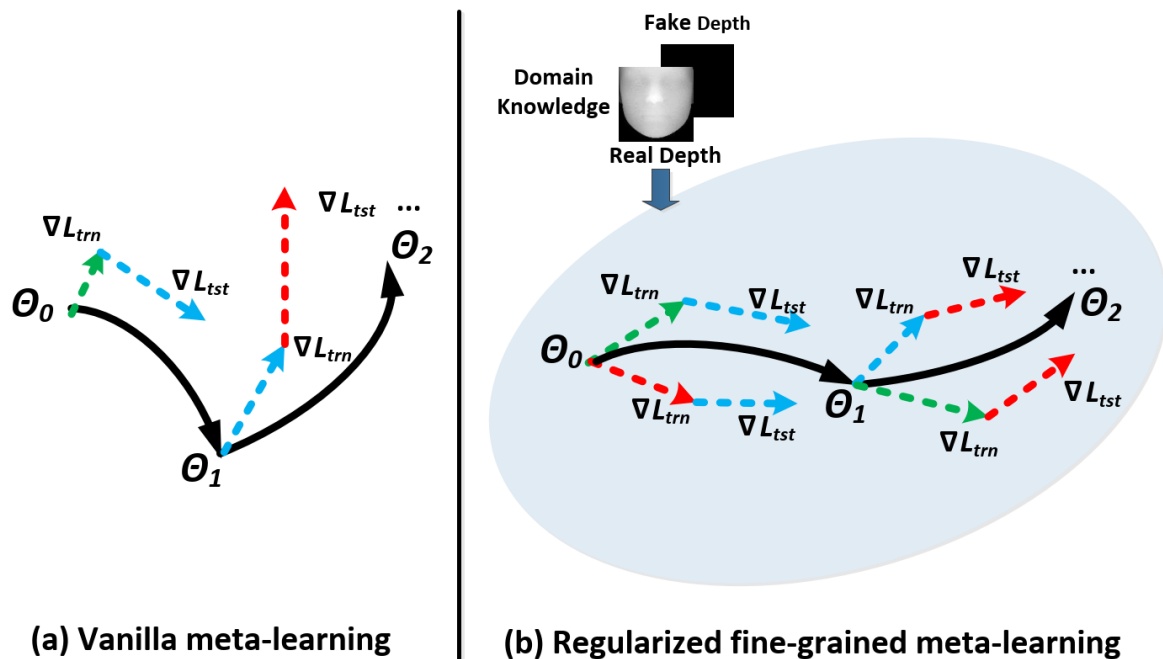 ∇L_trn
∇L_tst
Θ_0
∇L_tst ...
Θ_2
∇L_trn
Θ_1
(a) Vanilla meta-learning
Fake Depth
Domain
Knowledge
Real Depth
∇L_trn
∇L_tst
Θ_0
∇L_trn
∇L_tst
∇L_trn
∇L_tst
...
Θ_2
Θ_1
∇L_trn
∇L_tst
(b) Regularized fine-grained meta-learning